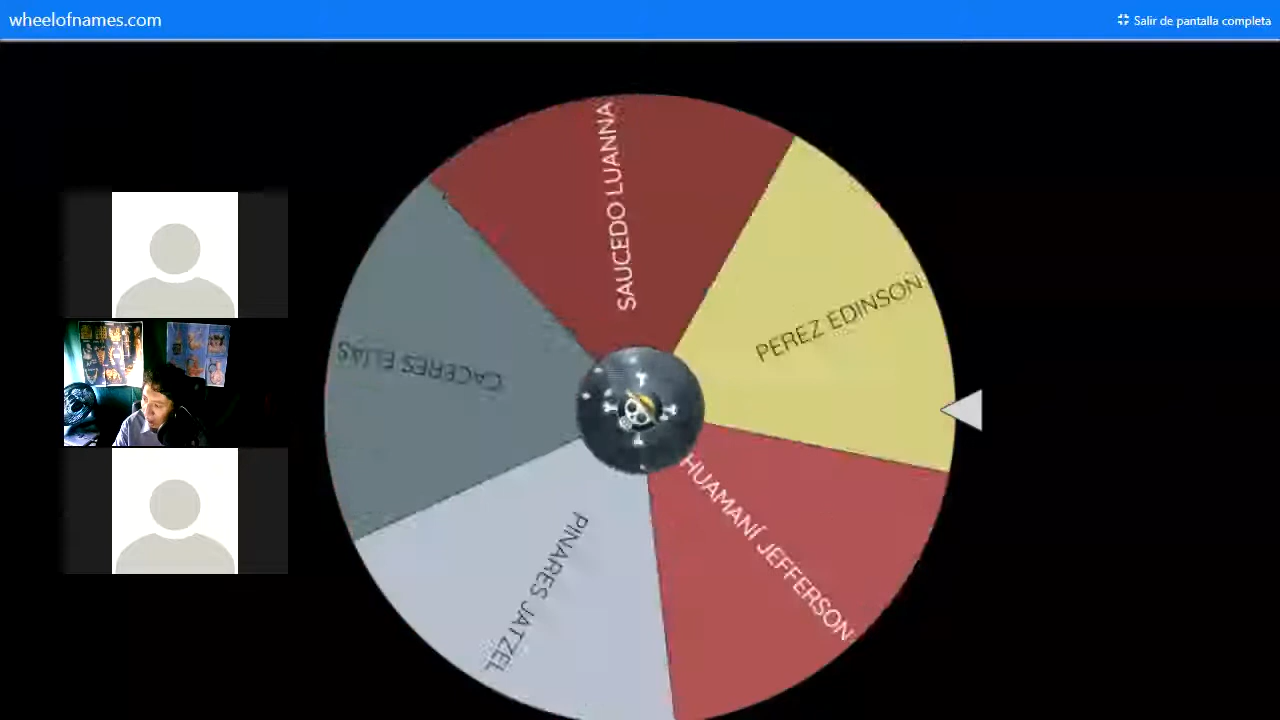 wheelofnames.com
Salir de pantalla completa
SAUCEDO LUANNA
PEREZ EDINSON
CACERES ELIAS
HUAMANÍ JEFFERSON
PINARES JATZEL